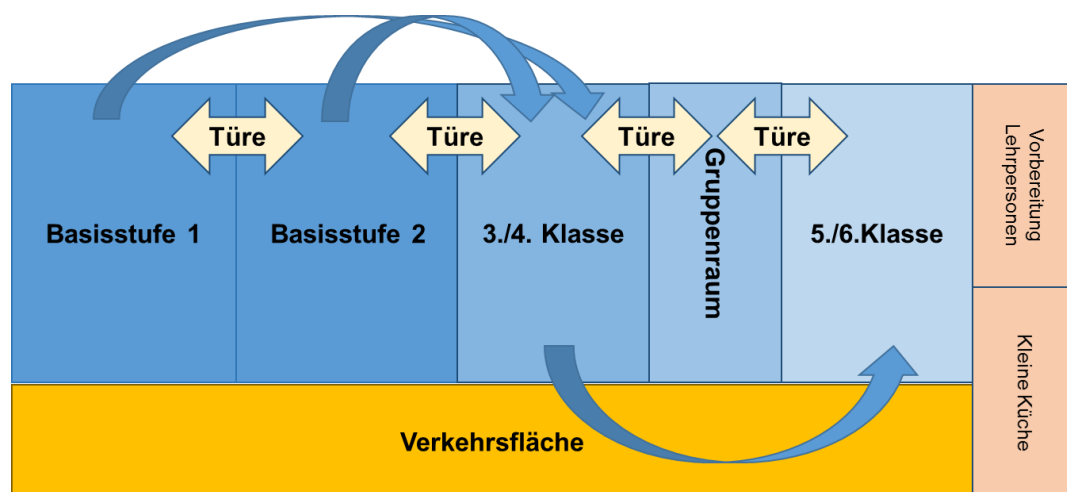 Türe
Türe
Türe
Türe
Basisstufe 1
Basisstufe 2
3./4. Klasse
Gruppenraum
5./6.Klasse
Vorbereitung
Lehrpersonen
Kleine Küche
Verkehrsfläche